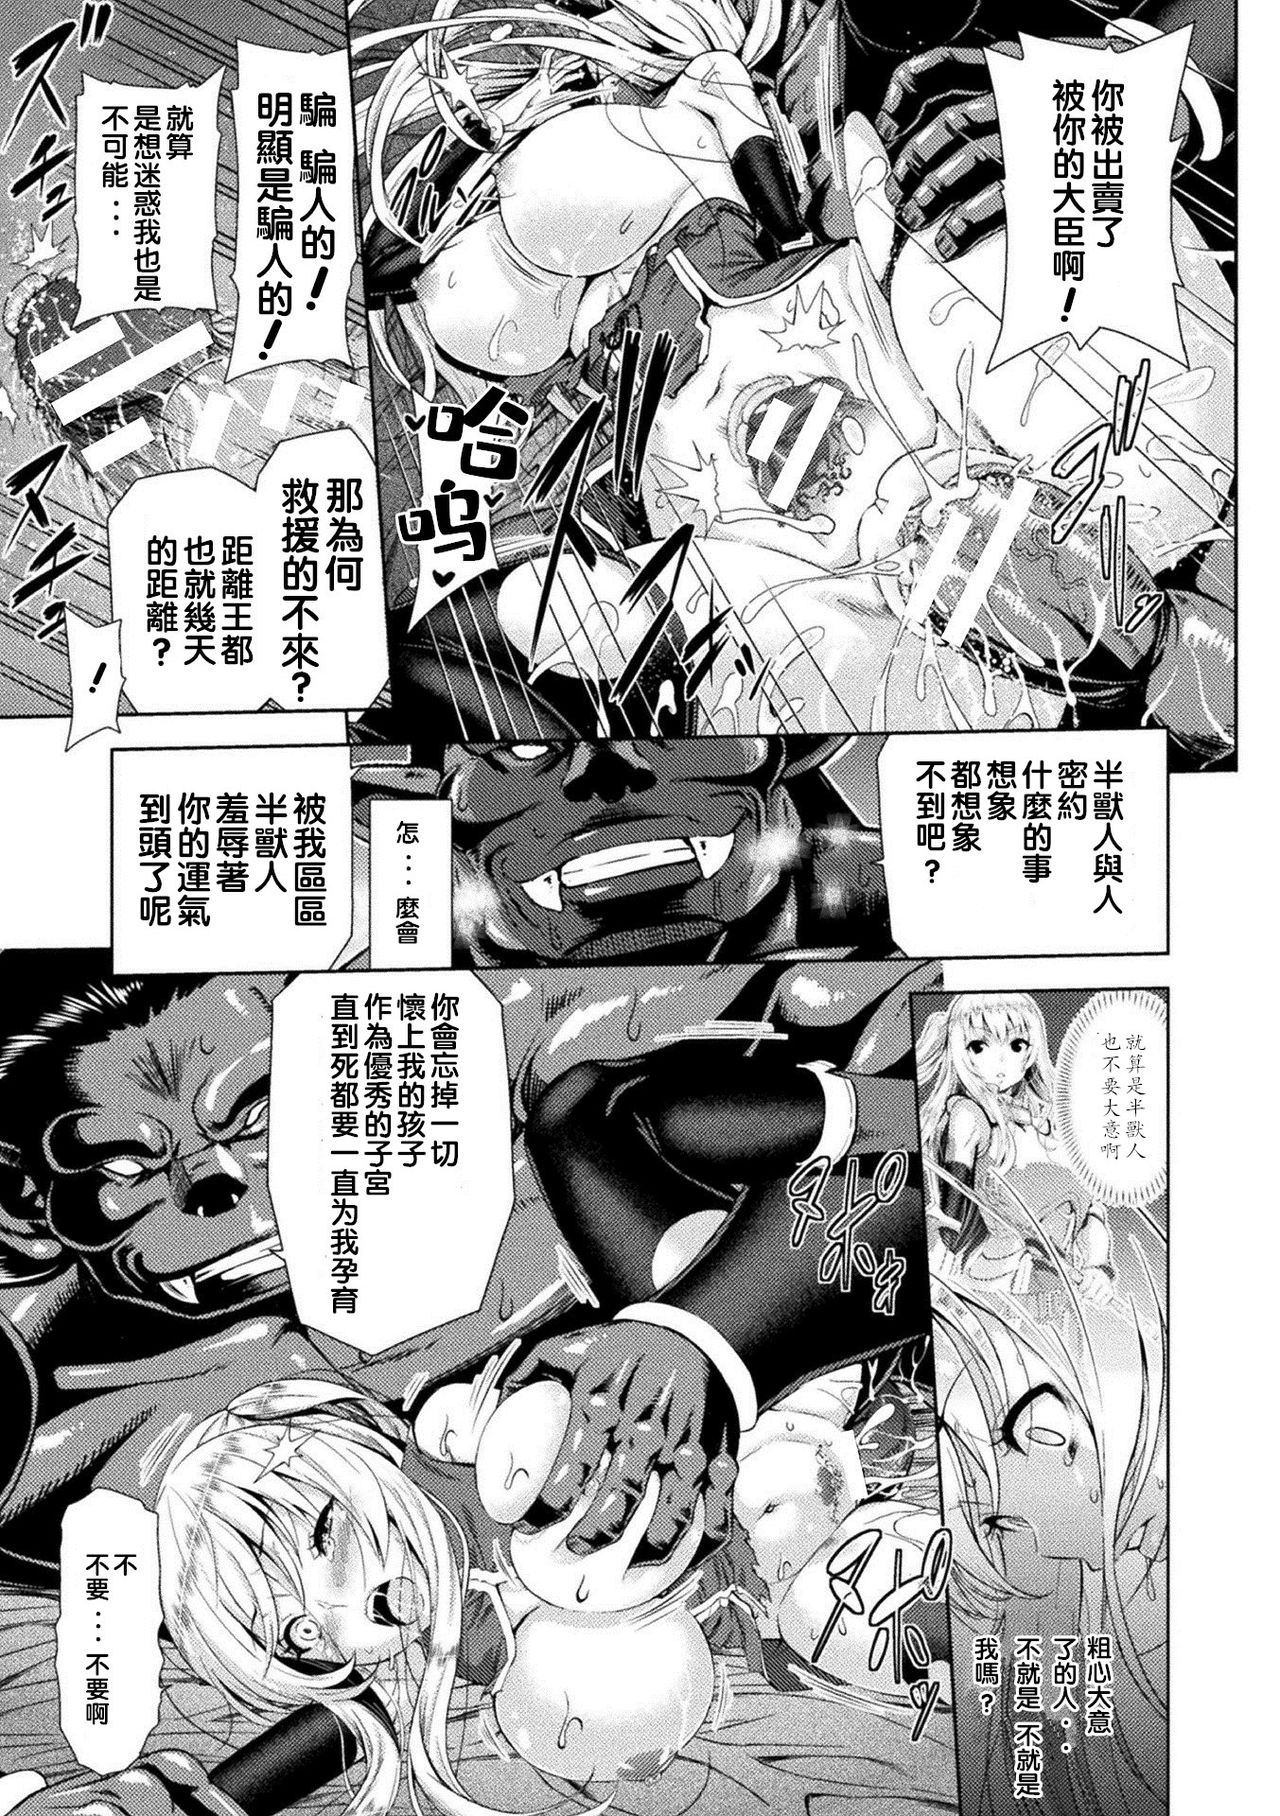 你被出賣了
被你的大臣啊！
騙 騙人的！
明顯是騙人的！
就算
是想迷惑我也是
不可能...
哈
呜
那為何
救援的不來？
距離王都
也就幾天
的距離？
！
半獸人與人
密約
什麼的事
想象
都想象
不到吧？
怎...麼會
被我區區
半獸人
羞辱著
你的運氣
到頭了呢
就算是半獸人
也不要大意啊
你會忘掉一切
懷上我的孩子
作為優秀的子宮
直到死都要一直为我孕育
粗心大意
了的人...
不就是 不就是
我嗎？
不
不要...不要啊